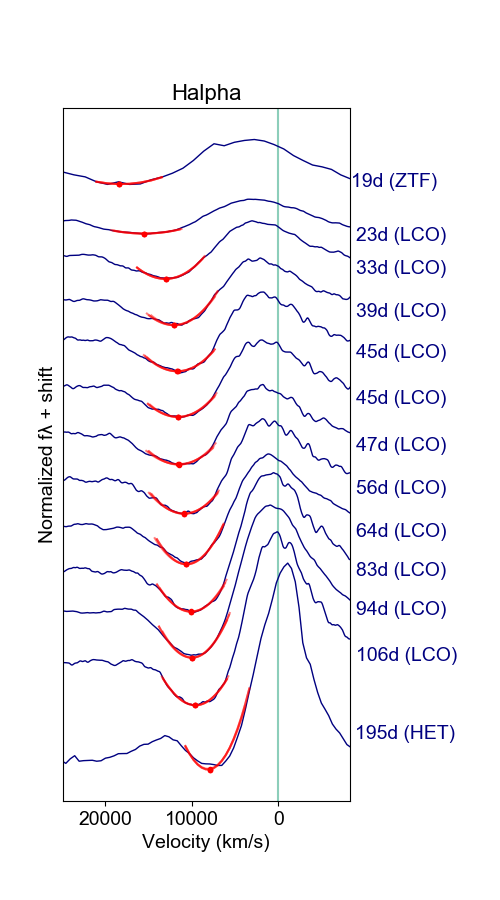 Halpha
19d (ZTF)
23d (LCO)
33d (LCO)
39d (LCO)
45d (LCO)
45d (LCO)
47d (LCO)
56d (LCO)
64d (LCO)
83d (LCO)
94d (LCO)
106d (LCO)
195d (HET)
Normalized fλ + shift
20000 10000 0
Velocity (km/s)